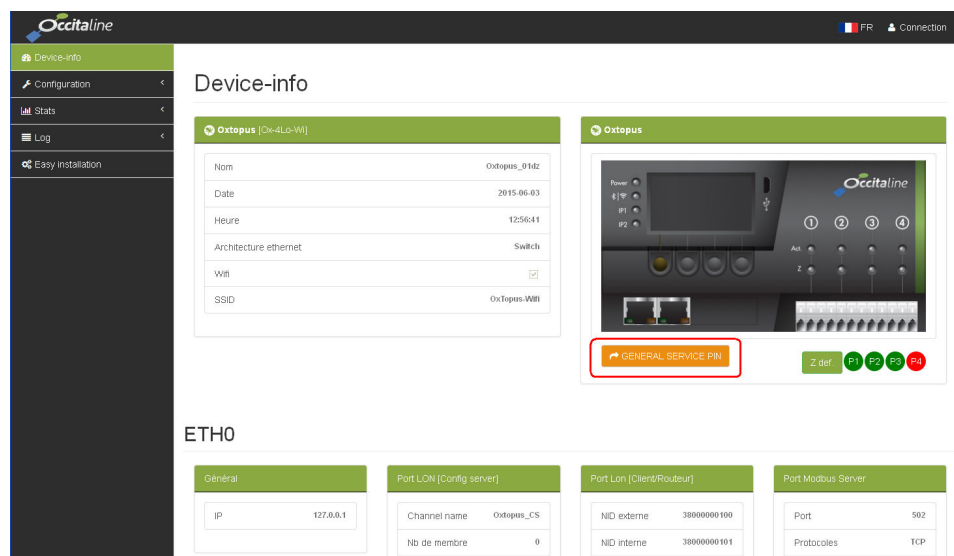 Occitaline
FR Connection
Device-info
Configuration
Stats
Log
Easy installation
Device-info
Oxtopus [Ox-4Lo-Wi]
Nom Oxtopus_01dz
Date 2015-06-03
Heure 12:56:41
Architecture ethernet Switch
Wifi
SSID OxTopus-Wifi
Oxtopus
Power
IP1
IP2
Occitaline
1 2 3 4
Act.
Z
GENERAL SERVICE PIN
Z def. P1 P2 P3 P4
ETH0
Général
IP 127.0.0.1
Port LON [Config server]
Channel name Oxtopus_CS
Nb de membre 0
Port Lon [Client/Routeur]
NID externe 38000000100
NID interne 38000000101
Port Modbus Server
Port 502
Protocoles TCP